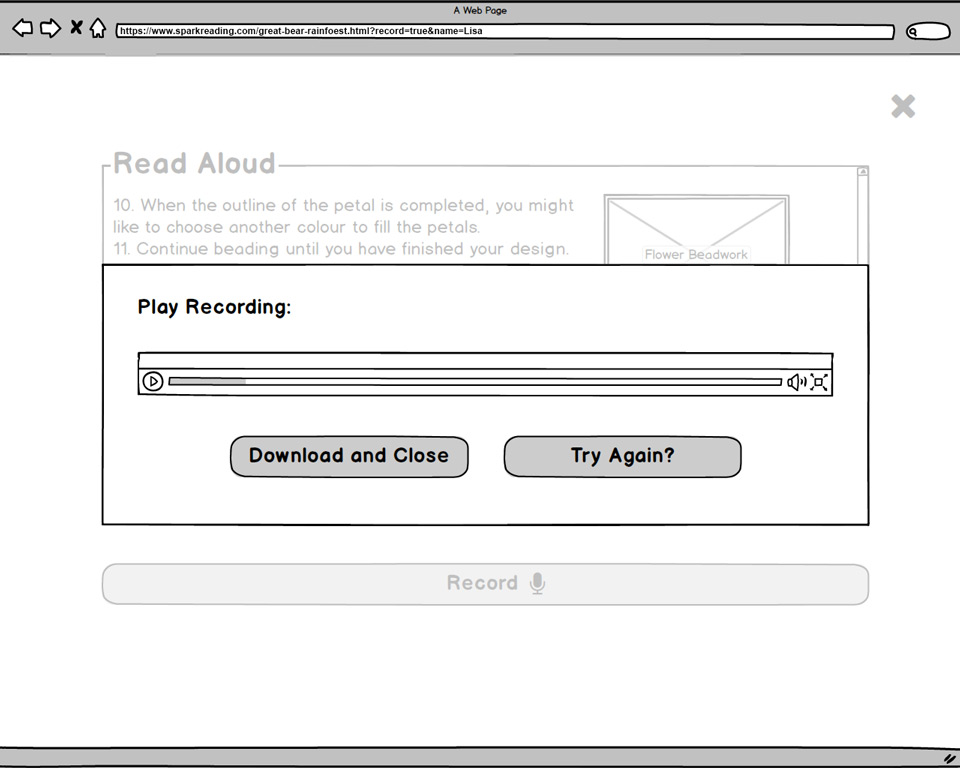 A Web Page
https://www.sparkreading.com/great-bear-rainfoest.html?record=true&name=Lisa
Read Aloud
10. When the outline of the petal is completed, you might
like to choose another colour to fill the petals.
11. Continue beading until you have finished your design.
Flower Beadwork
Play Recording:
Download and Close
Try Again?
Record